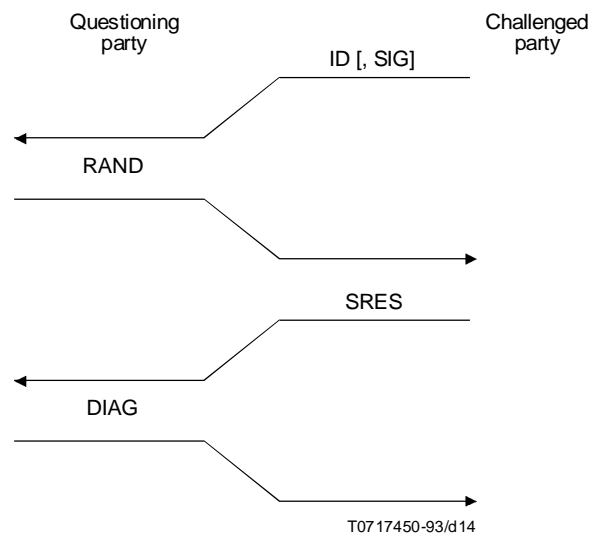 Questioning
party
Challenged
party
ID [, SIG]
RAND
SRES
DIAG
T0717450-93/d14